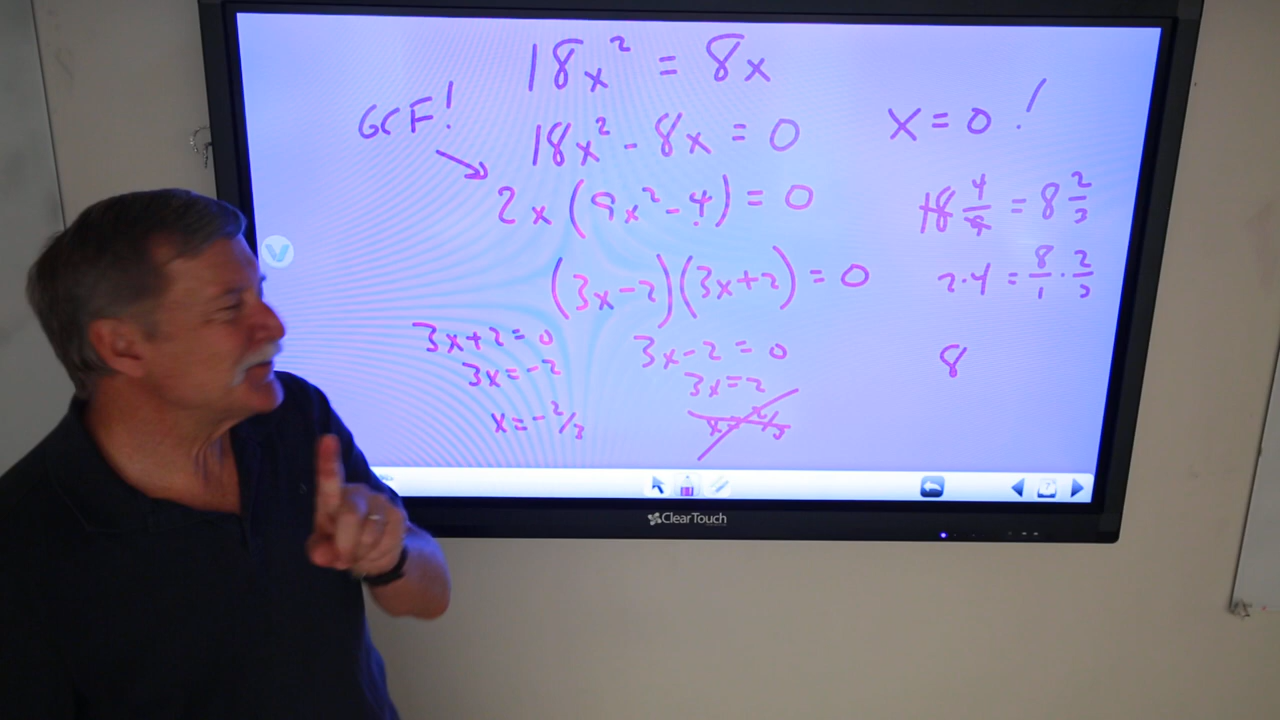 18x² = 8x
GCF!
18x² - 8x = 0
2x(9x² - 4) = 0
(3x-2)(3x+2) = 0
3x+2=0
3x=-2
x=-2/3
3x-2=0
3x=2
x=2/3
x=0!
18 4/9 = 8 2/3
2·4 = 8/1 · 2/3
8
ClearTouch